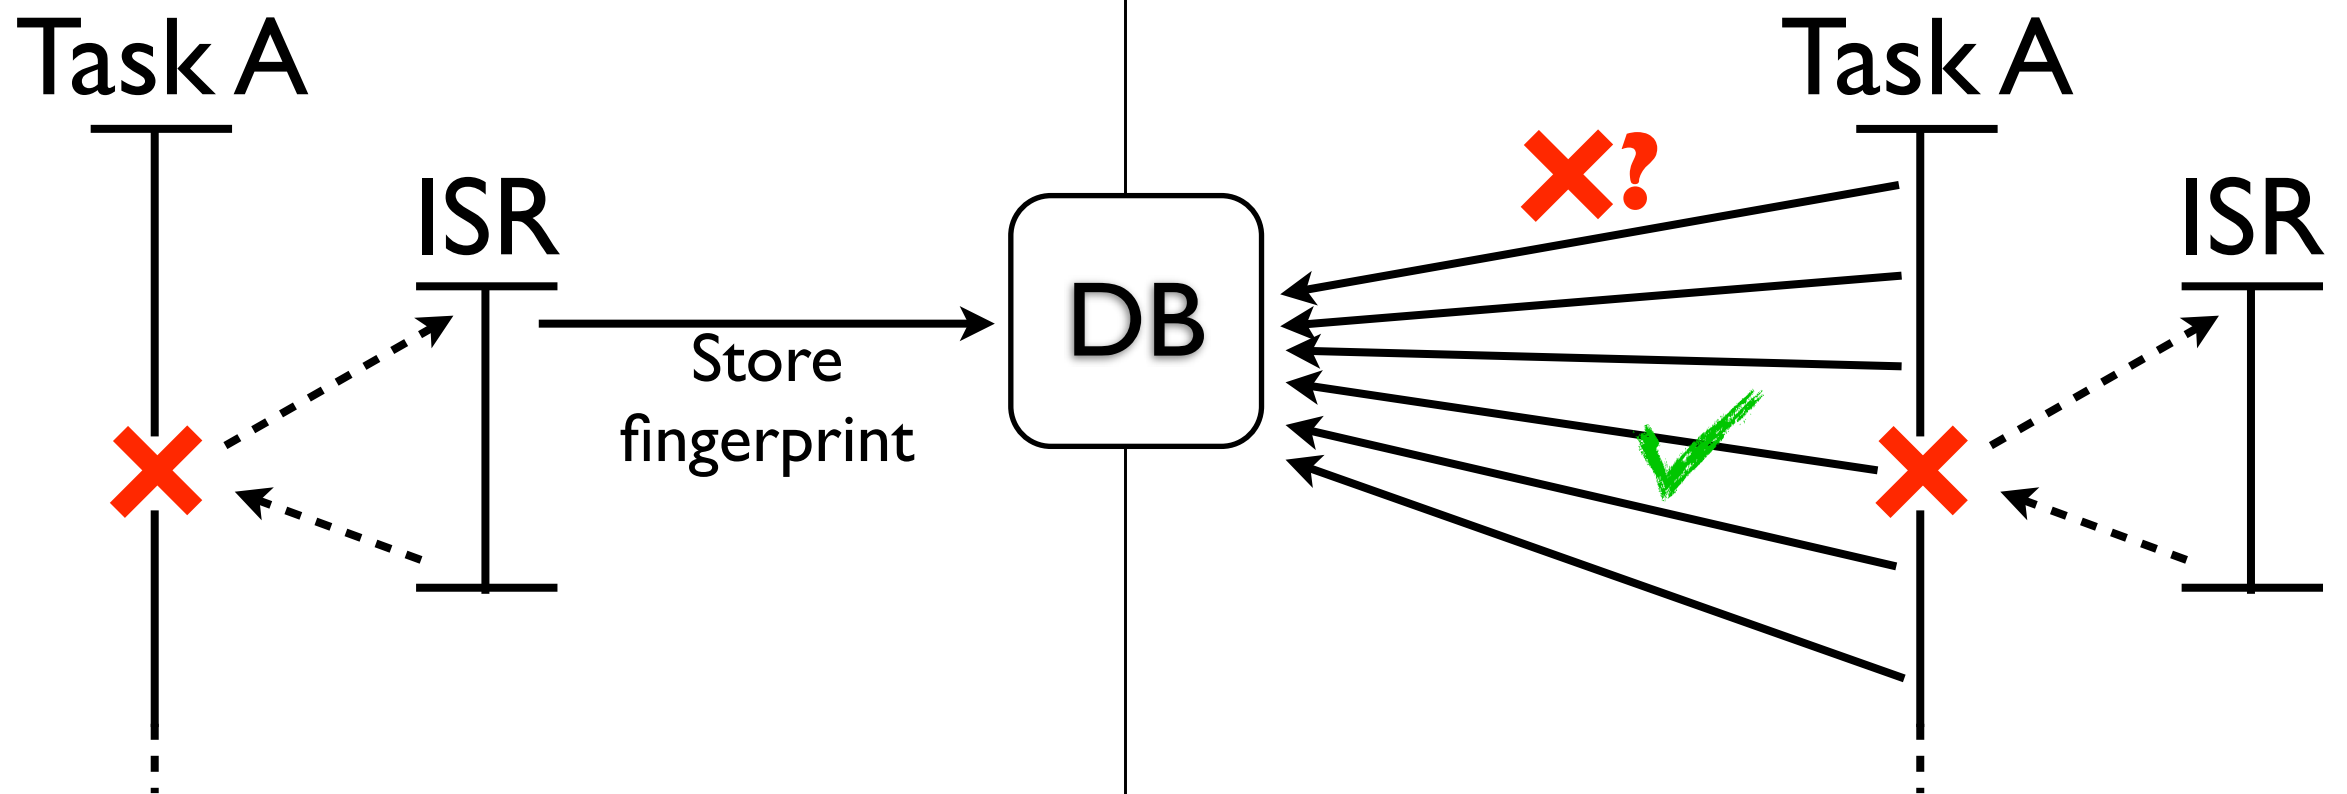 Task A
ISR
Store
fingerprint
DB
?
Task A
ISR